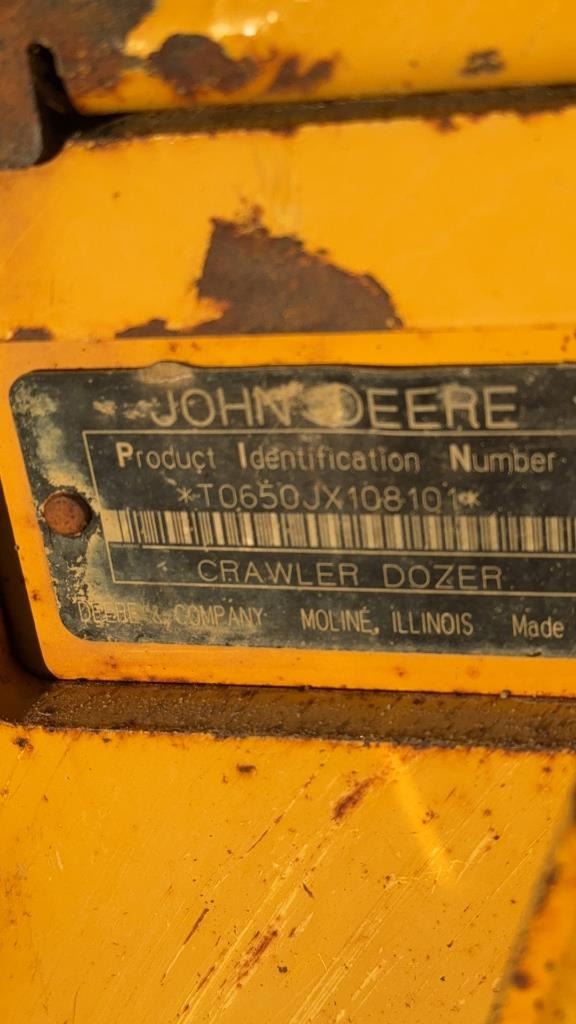 JOHN DEERE
Product Identification Number
*T0650JX108101*
CRAWLER DOZER
DEERE & COMPANY MOLINE, ILLINOIS Made